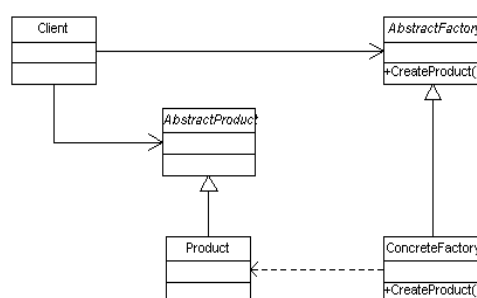 Client
AbstractFactory
+CreateProduct(
AbstractProduct
Product
ConcreteFactory
+CreateProduct(